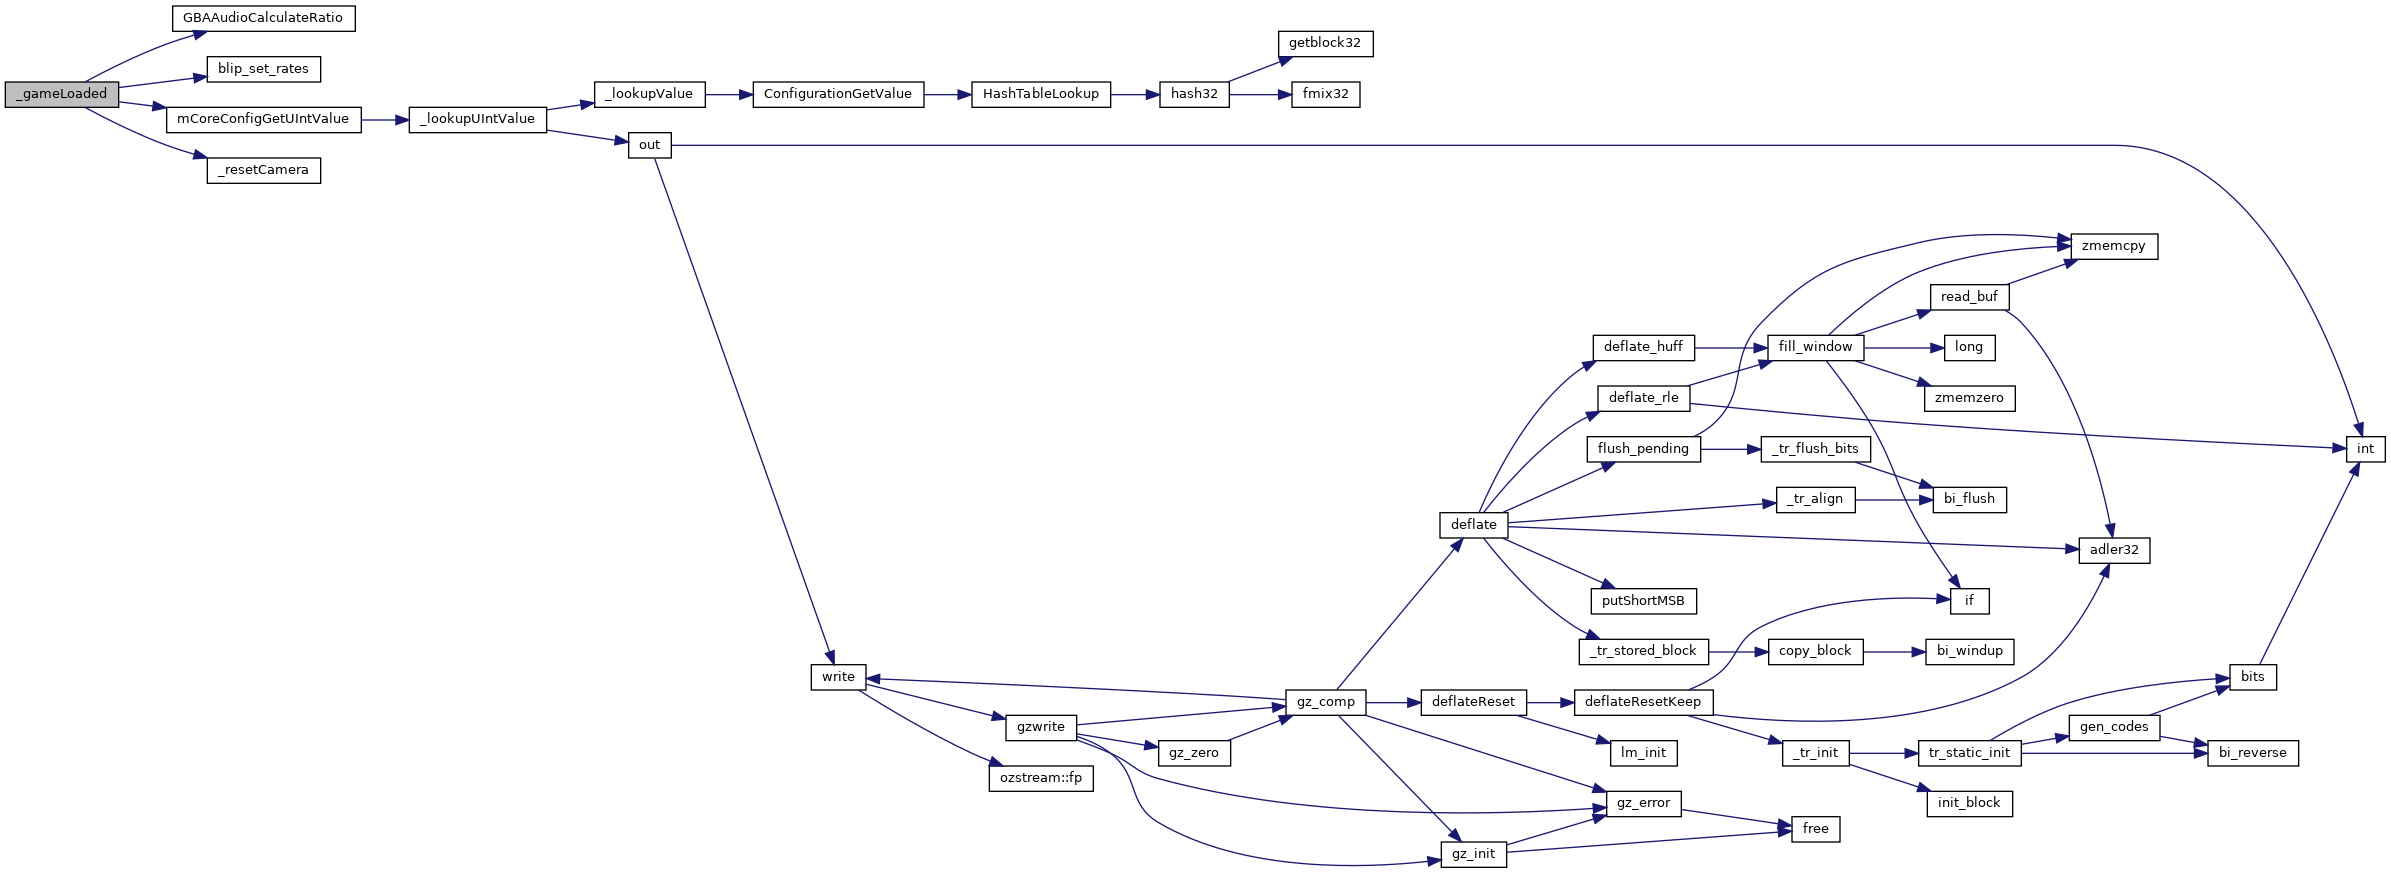 GBAAudioCalculateRatio
getblock32
blip_set_rates
_gameLoaded
_lookupValue
ConfigurationGetValue
HashTableLookup
hash32
fmix32
mCoreConfigGetUIntValue
_lookupUIntValue
out
_resetCamera
zmemcpy
read_buf
deflate_huff
fill_window
long
deflate_rle
zmemzero
flush_pending
_tr_flush_bits
int
_tr_align
bi_flush
deflate
adler32
putShortMSB
if
_tr_stored_block
copy_block
bi_windup
write
bits
gz_comp
deflateReset
deflateResetKeep
gzwrite
gen_codes
gz_zero
lm_init
_tr_init
tr_static_init
bi_reverse
ozstream::fp
gz_error
init_block
free
gz_init